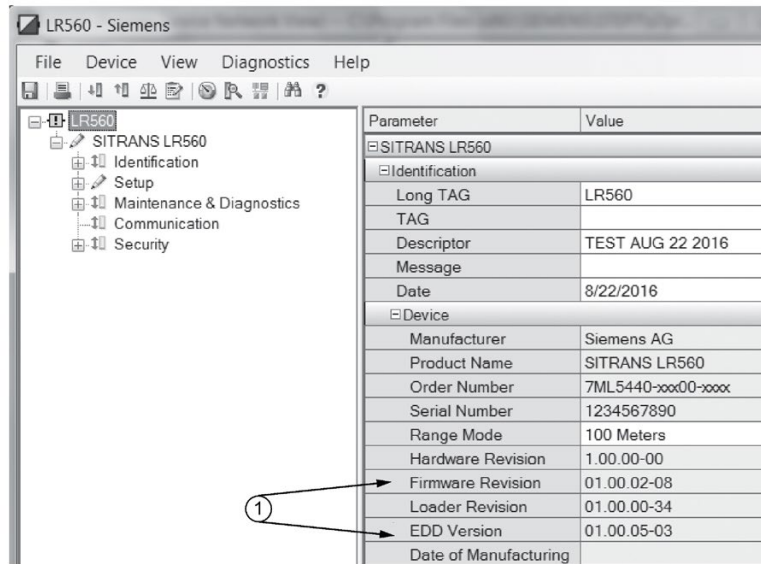 LR560 - Siemens
File Device View Diagnostics Help
LR560
SITRANS LR560
Identification
Setup
Maintenance & Diagnostics
Communication
Security
Parameter Value
SITRANS LR560
Identification
Long TAG LR560
TAG
Descriptor TEST AUG 22 2016
Message
Date 8/22/2016
Device
Manufacturer Siemens AG
Product Name SITRANS LR560
Order Number 7ML5440-xxx00-xxxx
Serial Number 1234567890
Range Mode 100 Meters
Hardware Revision 1.00.00-00
1
Firmware Revision 01.00.02-08
Loader Revision 01.00.00-34
EDD Version 01.00.05-03
Date of Manufacturing